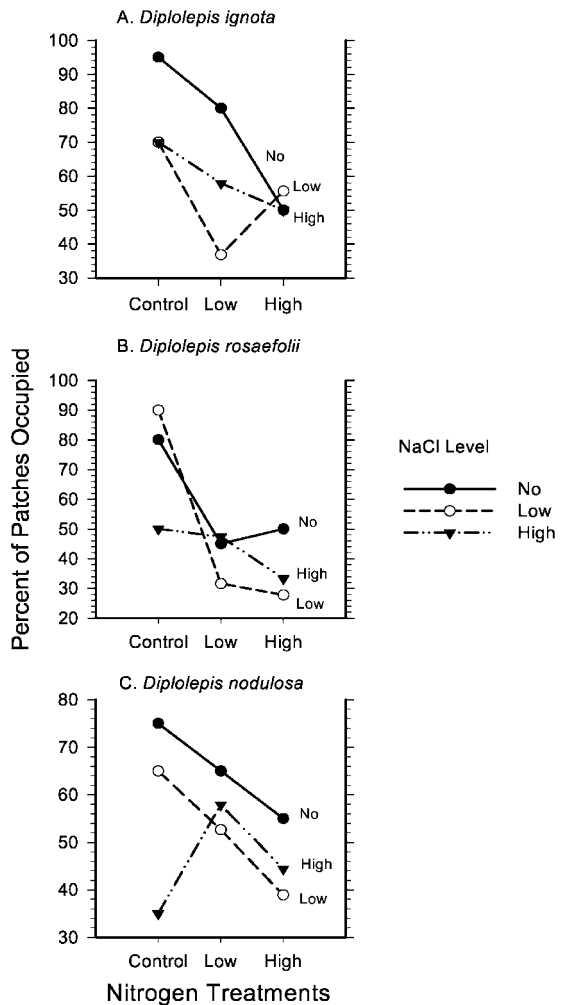 A. Diplolepis ignota
100
90
80
70
60
50
40
30
No
Low
High
Control Low High
B. Diplolepis rosaefolii
100
90
80
70
60
50
40
30
20
No
High
Low
Control Low High
C. Diplolepis nodulosa
80
70
60
50
40
30
No
High
Low
Control Low High
Percent of Patches Occupied
Nitrogen Treatments
NaCl Level
No
Low
High